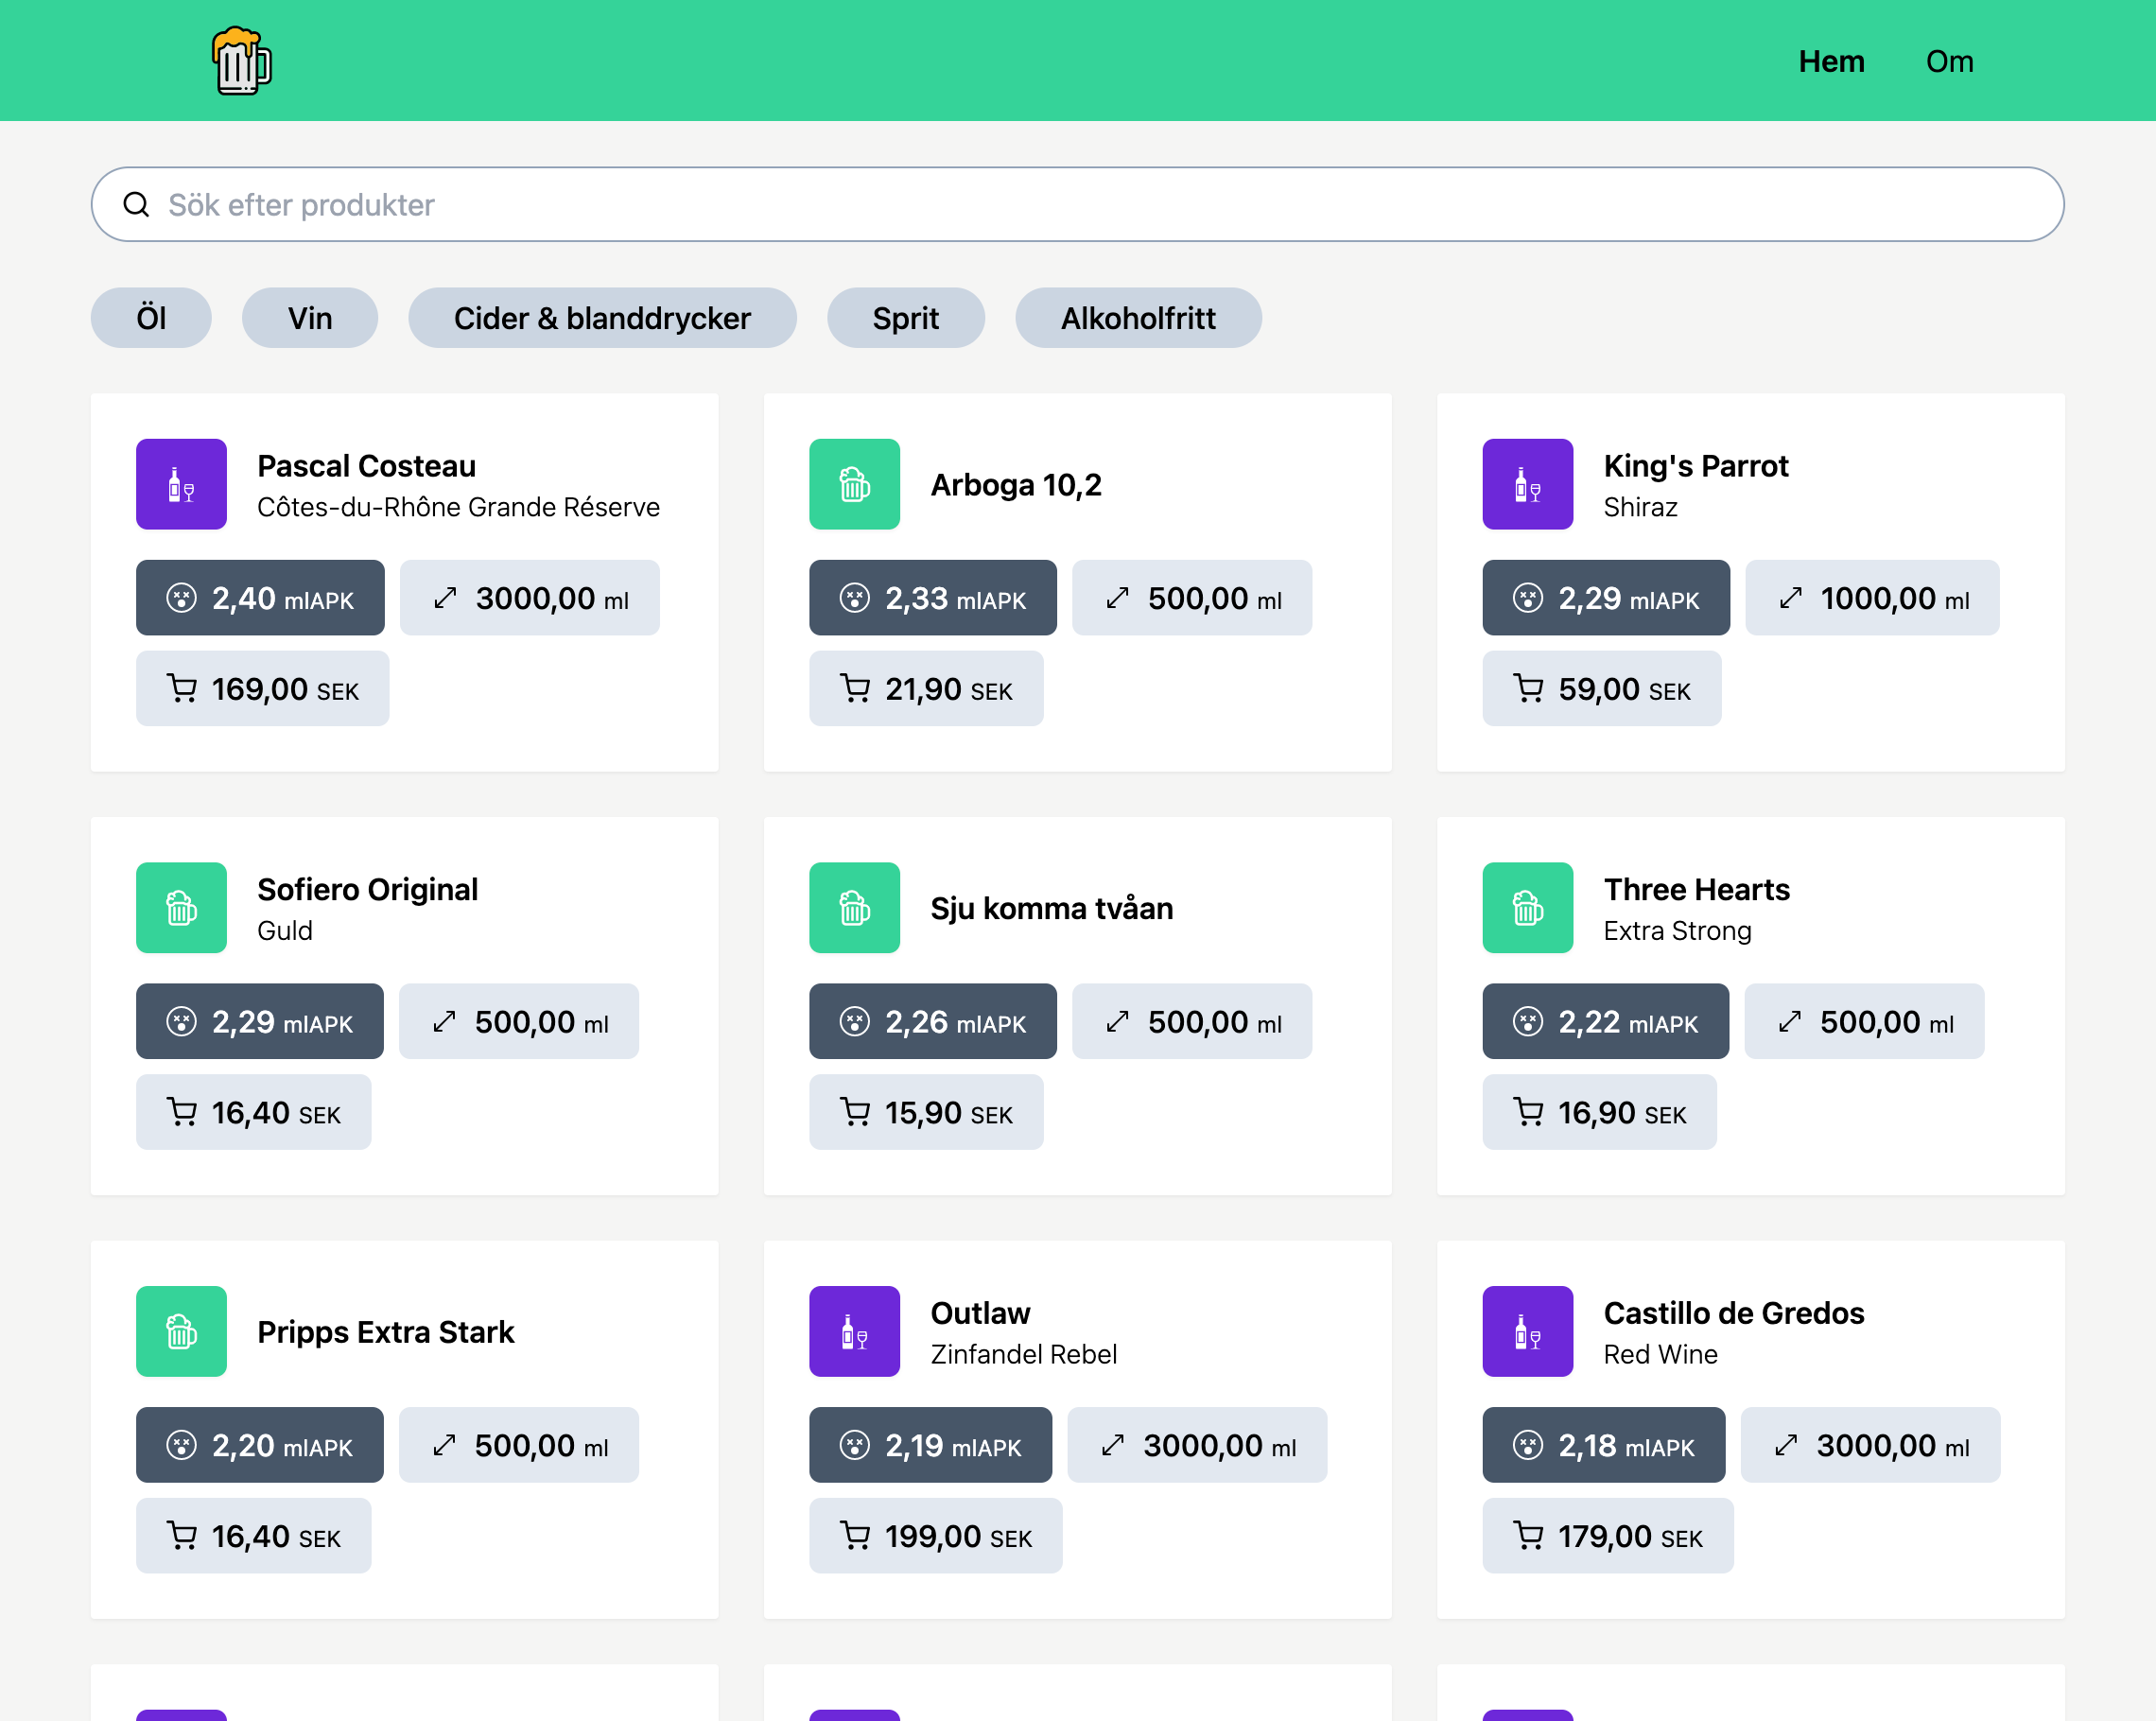 Hem Om
Sök efter produkter
Öl Vin Cider & blanddrycker Sprit Alkoholfritt
Pascal Costeau
Côtes-du-Rhône Grande Réserve
2,40 mlAPK 3000,00 ml
169,00 SEK
Arboga 10,2
2,33 mlAPK 500,00 ml
21,90 SEK
King's Parrot
Shiraz
2,29 mlAPK 1000,00 ml
59,00 SEK
Sofiero Original
Guld
2,29 mlAPK 500,00 ml
16,40 SEK
Sju komma tvåan
2,26 mlAPK 500,00 ml
15,90 SEK
Three Hearts
Extra Strong
2,22 mlAPK 500,00 ml
16,90 SEK
Pripps Extra Stark
2,20 mlAPK 500,00 ml
16,40 SEK
Outlaw
Zinfandel Rebel
2,19 mlAPK 3000,00 ml
199,00 SEK
Castillo de Gredos
Red Wine
2,18 mlAPK 3000,00 ml
179,00 SEK